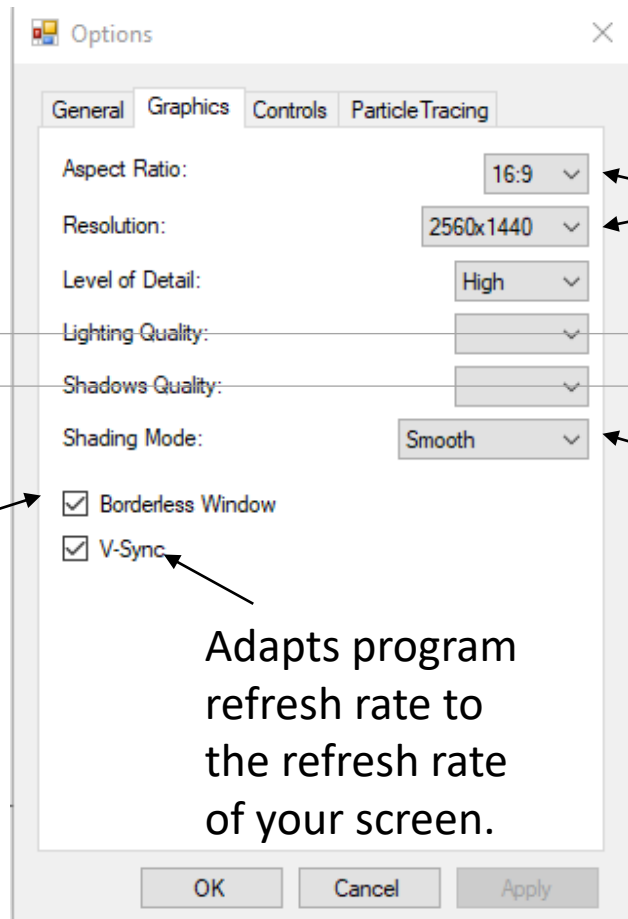 Options
General Graphics Controls ParticleTracing
Aspect Ratio: 16:9
Resolution: 2560x1440
Level of Detail: High
Lighting Quality:
Shadows Quality:
Shading Mode: Smooth
Borderless Window
V-Sync
Adapts program
refresh rate to
the refresh rate
of your screen.
OK Cancel Apply